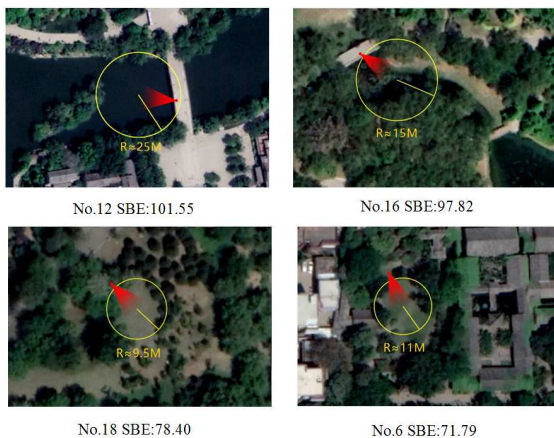 R≈25M
R≈15M
No.12 SBE:101.55
No.16 SBE:97.82
R≈9.5M
R≈11M
No.18 SBE:78.40
No.6 SBE:71.79